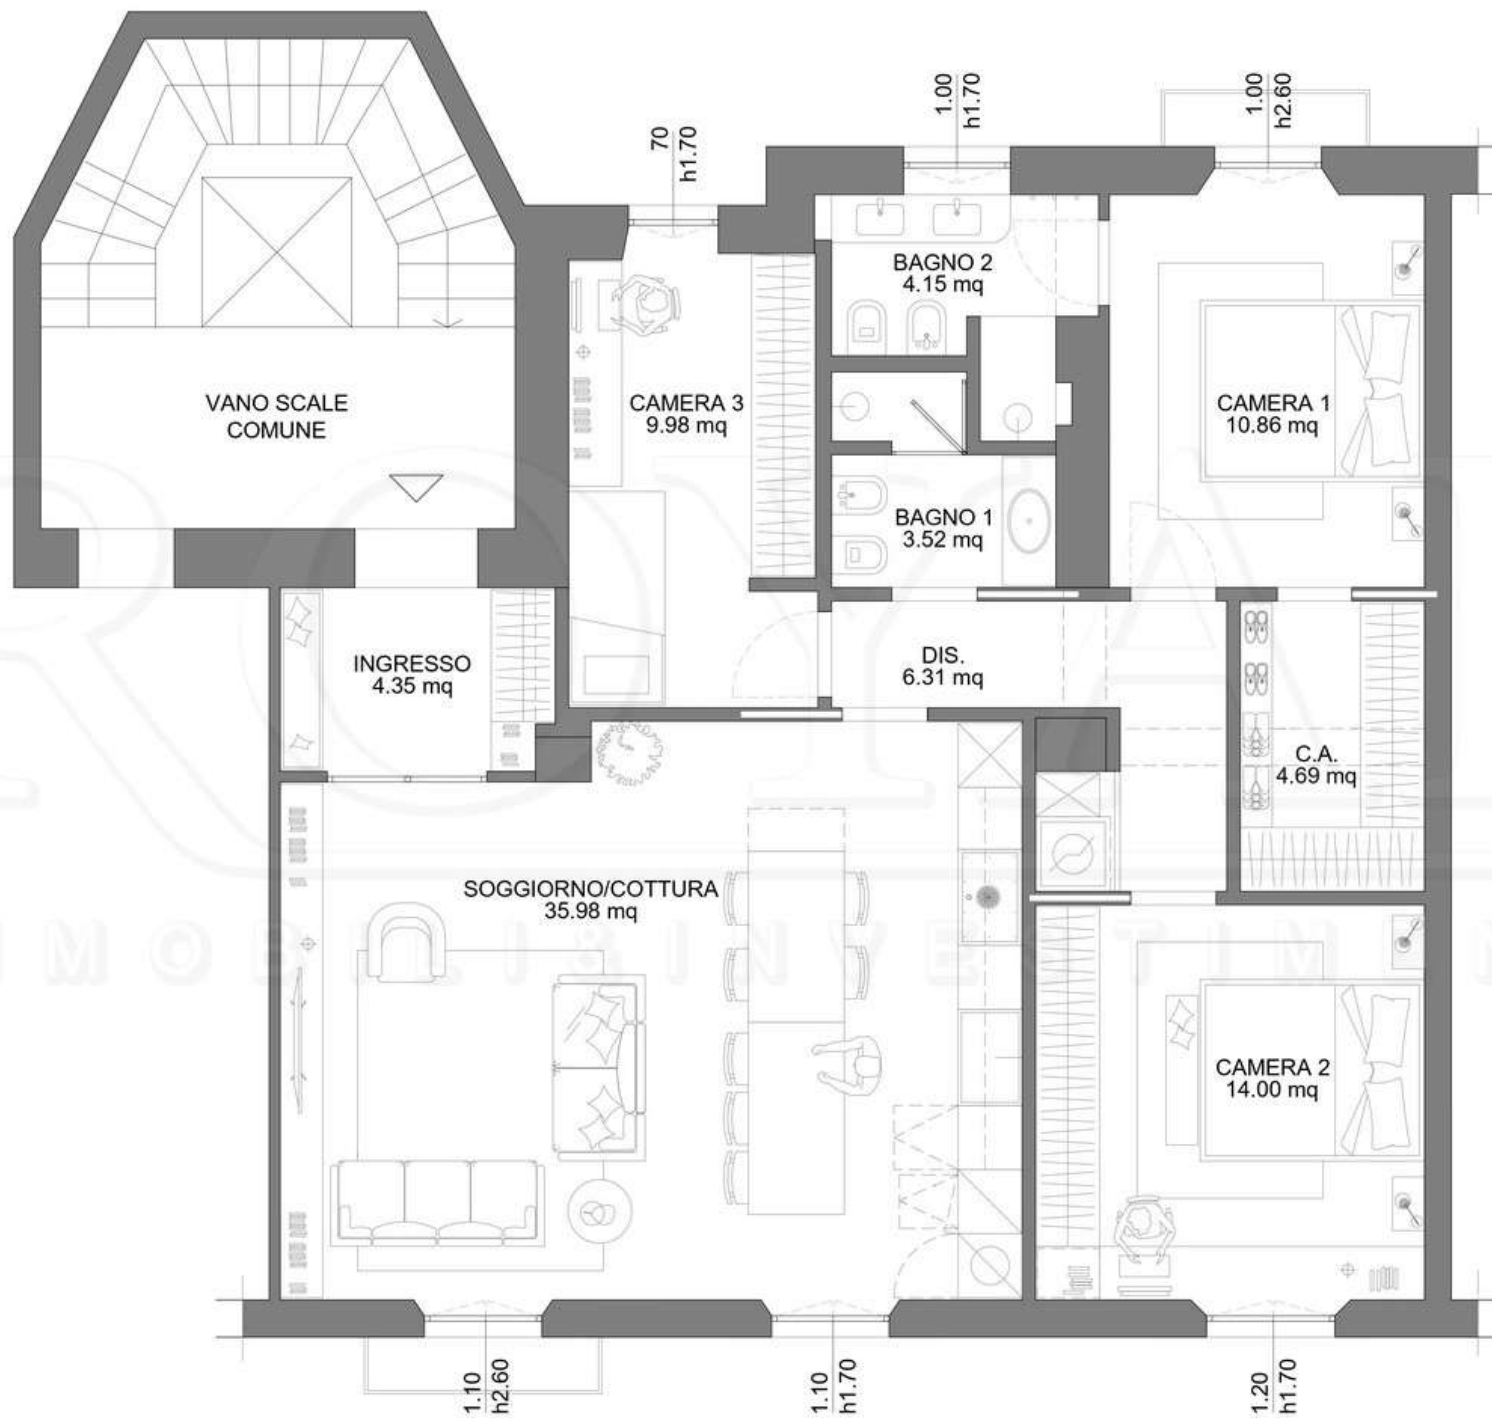 1.00
h1.70
1.00
h2.60
70
h1.70
BAGNO 2
4.15 mq
VANO SCALE
COMUNE
CAMERA 3
9.98 mq
CAMERA 1
10.86 mq
BAGNO 1
3.52 mq
INGRESSO
4.35 mq
DIS.
6.31 mq
C.A.
4.69 mq
SOGGIORNO/COTTURA
35.98 mq
CAMERA 2
14.00 mq
1.10
h2.60
1.10
h1.70
1.20
h1.70